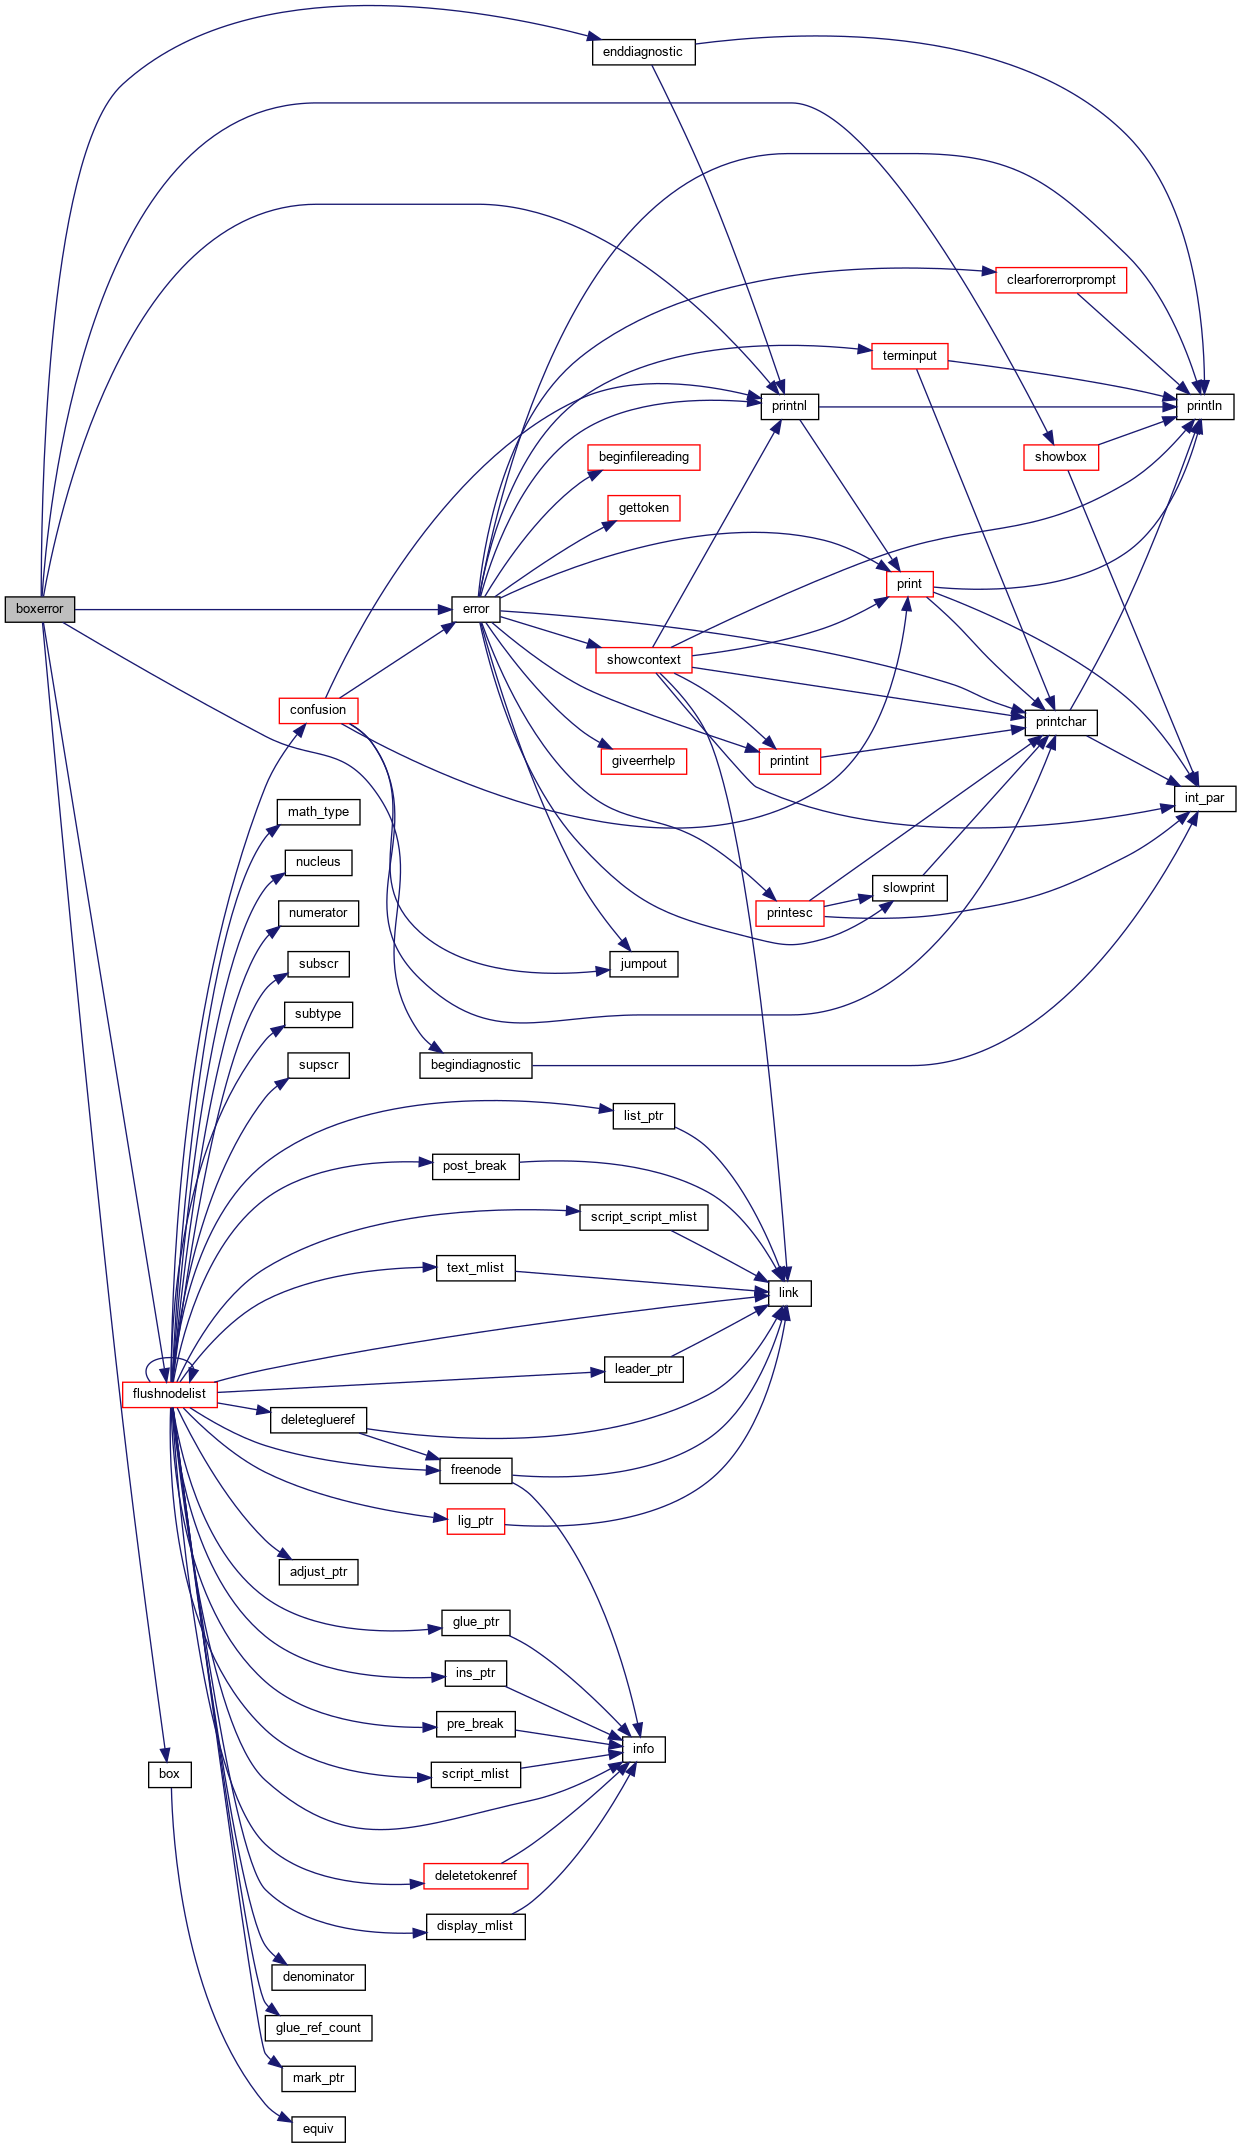 enddiagnostic
clearforerrorprompt
terminput
printnl
println
showbox
beginfilereading
gettoken
print
boxerror
error
showcontext
confusion
printchar
giveerrhelp
printint
int_par
math_type
nucleus
slowprint
numerator
printesc
subscr
jumpout
subtype
supscr
begindiagnostic
list_ptr
post_break
script_script_mlist
text_mlist
link
leader_ptr
flushnodelist
deleteglueref
freenode
lig_ptr
adjust_ptr
glue_ptr
ins_ptr
pre_break
info
box
script_mlist
deletetokenref
display_mlist
denominator
glue_ref_count
mark_ptr
equiv